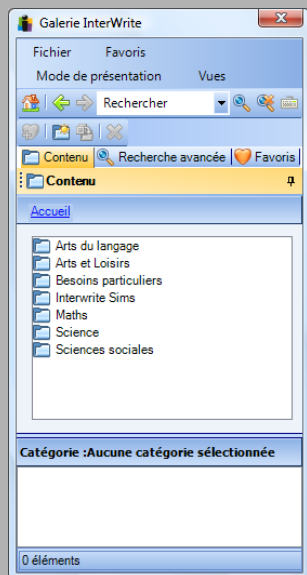 Galerie InterWrite
Fichier Favoris
Mode de présentation Vues
Rechercher
Contenu Recherche avancée Favoris
Contenu
Accueil
Arts du langage
Arts et Loisirs
Besoins particuliers
Interwrite Sims
Maths
Science
Sciences sociales
Catégorie :Aucune catégorie sélectionnée
0 éléments